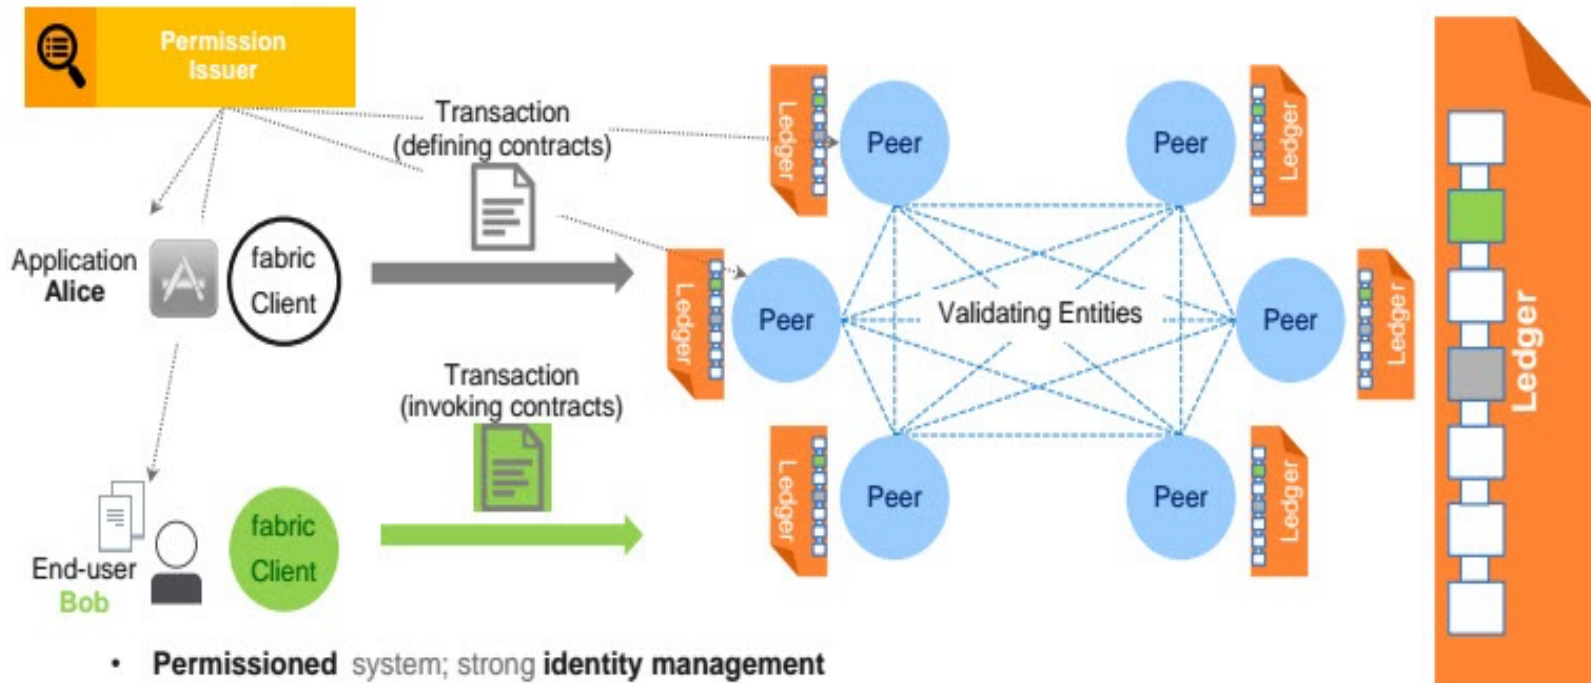 Permission
Issuer
Transaction
(defining contracts)
Application
Alice
fabric
Client
Transaction
(invoking contracts)
End-user
Bob
fabric
Client
Ledger
Peer
Peer
Ledger
Ledger
Peer
Validating Entities
Peer
Ledger
Ledger
Peer
Peer
Ledger
Ledger
• Permissioned system; strong identity management